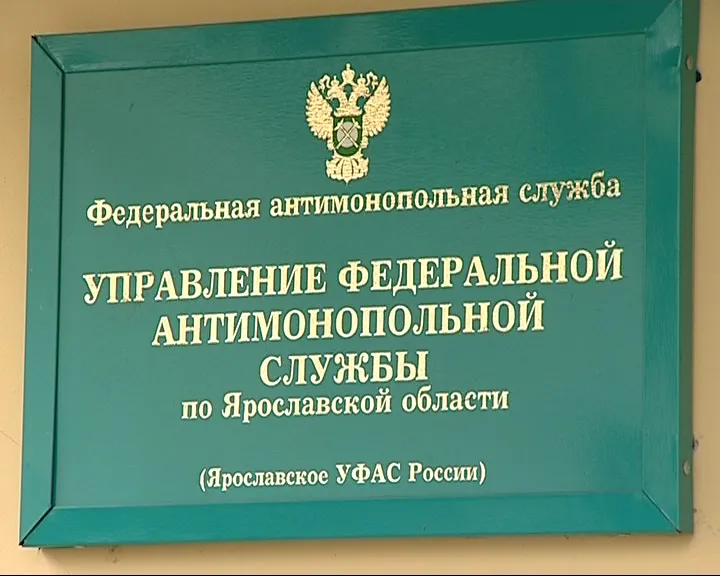 Федеральная антимонопольная служба
УПРАВЛЕНИЕ ФЕДЕРАЛЬНОЙ
АНТИМОНОПОЛЬНОЙ
СЛУЖБЫ
по Ярославской области
(Ярославское УФАС России)